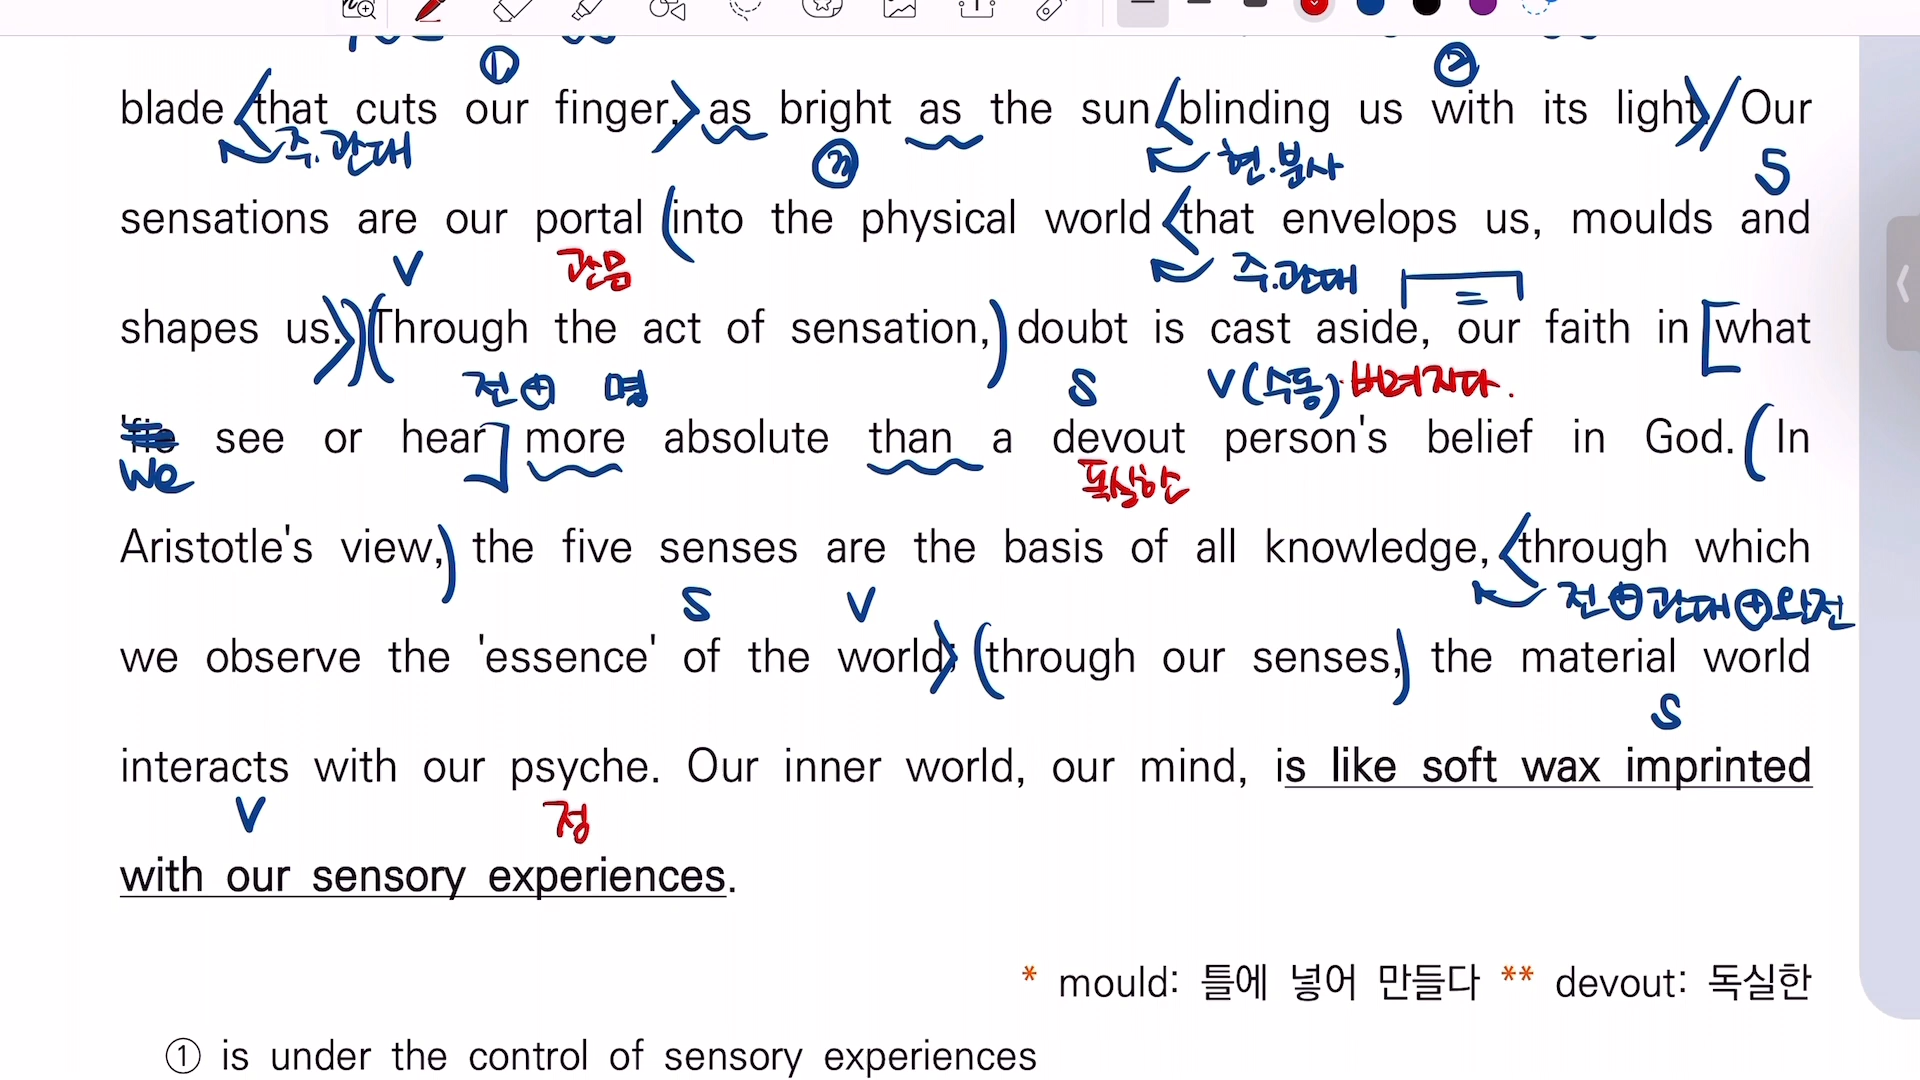 ① ②
blade that cuts our finger, as bright as the sun blinding us with its light. Our
주.관대 ② 현.분사 S
sensations are our portal into the physical world that envelops us, moulds and
V 관문 주.관대 =
shapes us. Through the act of sensation, doubt is cast aside, our faith in what
전+명 S V(수동) 버려지다.
see or hear more absolute than a devout person's belief in God. In
We 독실한
Aristotle's view, the five senses are the basis of all knowledge, through which
S V 전+관대+완전
we observe the 'essence' of the world; through our senses, the material world
S
interacts with our psyche. Our inner world, our mind, is like soft wax imprinted
V 정
with our sensory experiences.
* mould: 틀에 넣어 만들다 ** devout: 독실한
① is under the control of sensory experiences